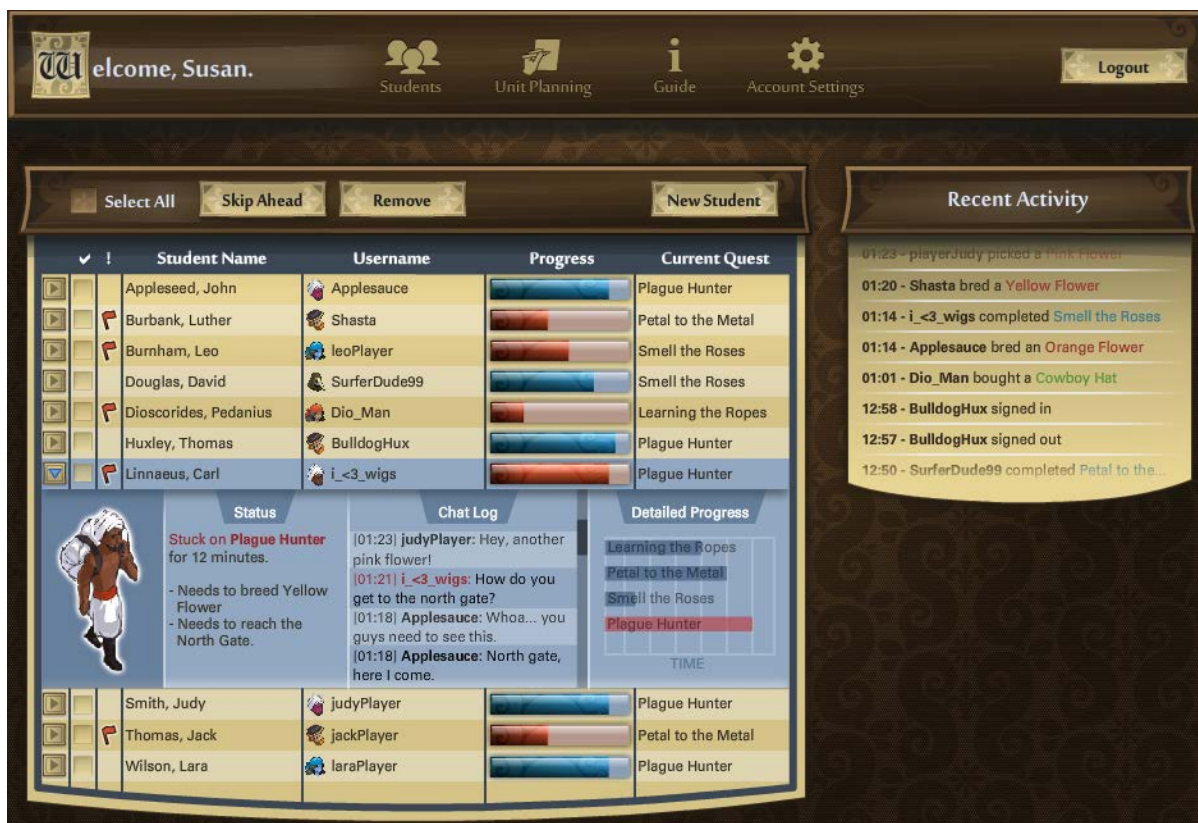 Welcome, Susan.
Students
Unit Planning
Guide
Account Settings
Logout
Select All
Skip Ahead
Remove
New Student
! Student Name Username Progress Current Quest
Appleseed, John Applesauce Plague Hunter
Burbank, Luther Shasta Petal to the Metal
Burnham, Leo leoPlayer Smell the Roses
Douglas, David SurferDude99 Smell the Roses
Dioscorides, Pedanius Dio_Man Learning the Ropes
Huxley, Thomas BulldogHux Plague Hunter
Linnaeus, Carl i_<3_wigs Plague Hunter
Status
Stuck on Plague Hunter
for 12 minutes.
- Needs to breed Yellow
Flower
- Needs to reach the
North Gate.
Chat Log
[01:23] judyPlayer: Hey, another
pink flower!
[01:21] i_<3_wigs: How do you
get to the north gate?
[01:18] Applesauce: Whoa... you
guys need to see this.
[01:18] Applesauce: North gate,
here I come.
Detailed Progress
Learning the Ropes
Petal to the Metal
Smell the Roses
Plague Hunter
TIME
Smith, Judy judyPlayer Plague Hunter
Thomas, Jack jackPlayer Petal to the Metal
Wilson, Lara laraPlayer Plague Hunter
Recent Activity
01:23 - playerJudy picked a Pink Flower
01:20 - Shasta bred a Yellow Flower
01:14 - i_<3_wigs completed Smell the Roses
01:14 - Applesauce bred an Orange Flower
01:01 - Dio_Man bought a Cowboy Hat
12:58 - BulldogHux signed in
12:57 - BulldogHux signed out
12:50 - SurferDude99 completed Petal to the...